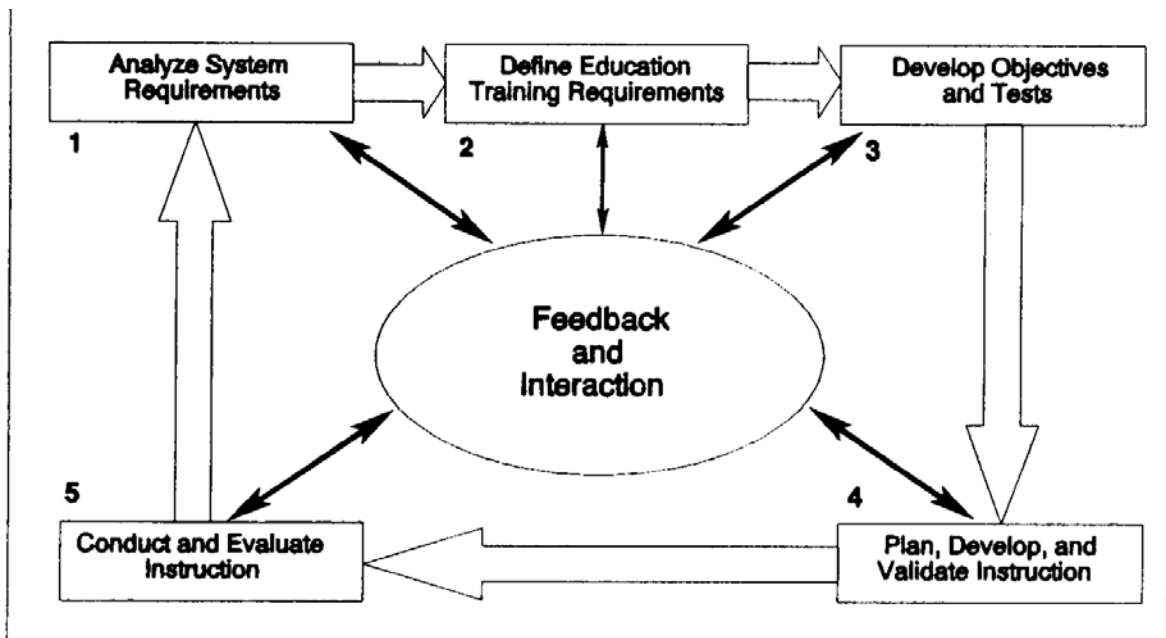 Analyze System
Requirements
1
Define Education
Training Requirements
2
Develop Objectives
and Tests
3
Feedback
and
Interaction
4
Plan, Develop, and
Validate Instruction
5
Conduct and Evaluate
Instruction